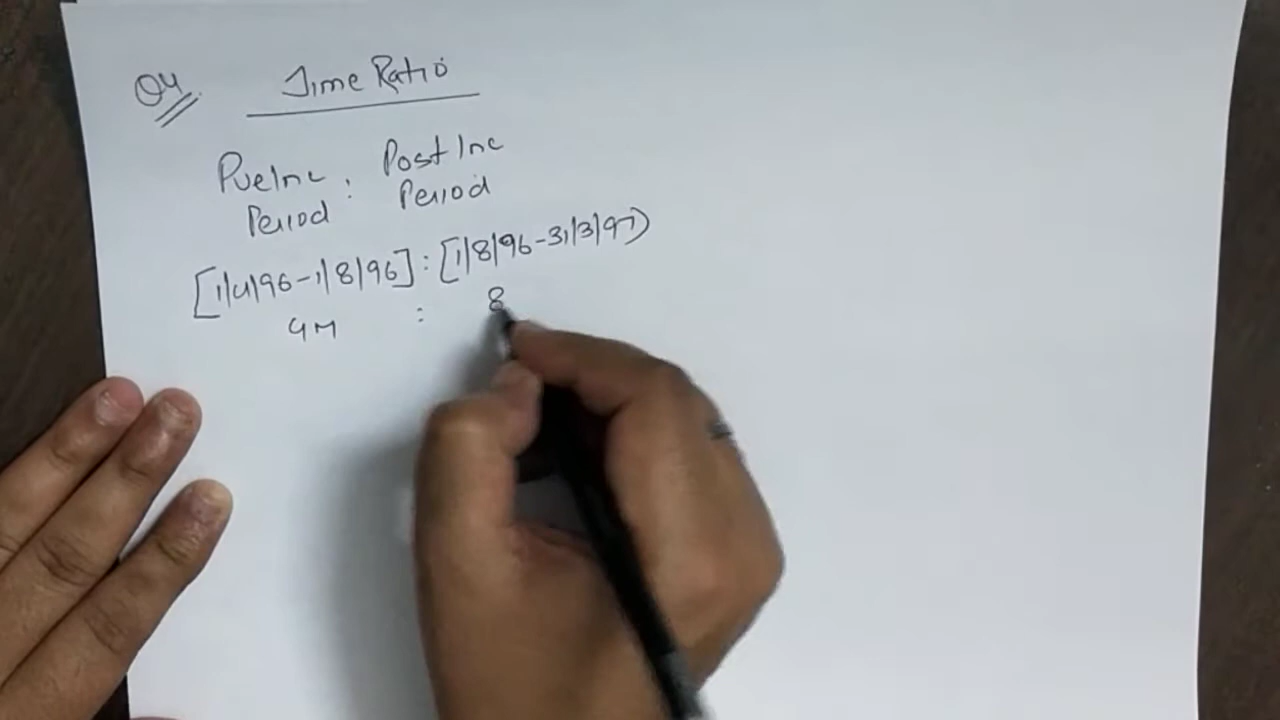 Q4 Time Ratio
PreInc : Post Inc
Period Period
[1/4/96-1/8/96] : [1/8/96-31/3/97)
4M : 8